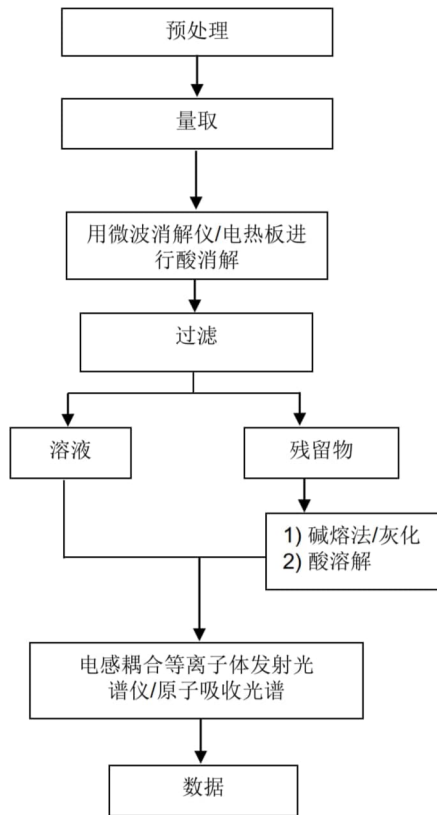 预处理
量取
用微波消解仪/电热板进
行酸消解
过滤
溶液
残留物
1) 碱熔法/灰化
2) 酸溶解
电感耦合等离子体发射光
谱仪/原子吸收光谱
数据